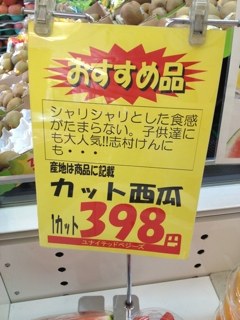 おすすめ品
シャリシャリとした食感
がたまらない。子供達に
も大人気!!志村けんに
も・・・
産地は商品に記載
カット西瓜
1カット 398円
ユナイテッドベジーズ